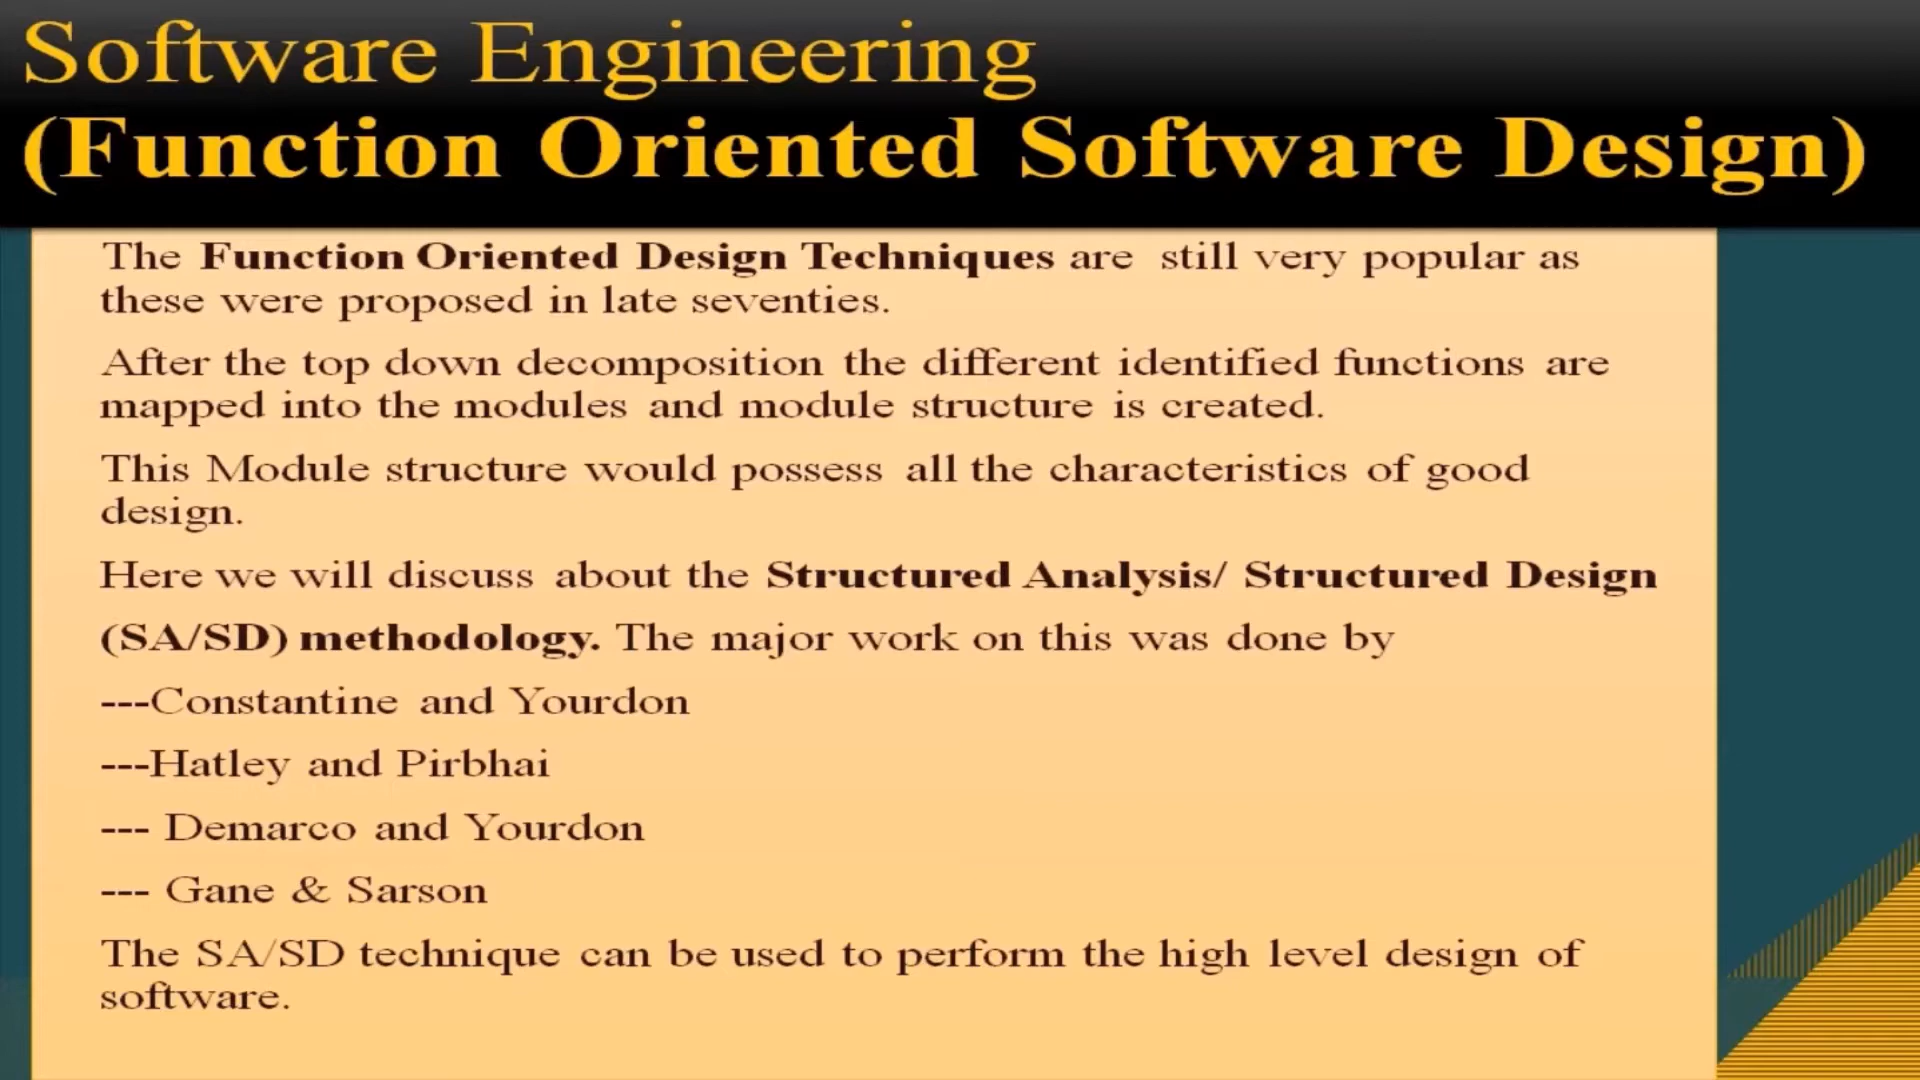 Software Engineering
(Function Oriented Software Design)
The Function Oriented Design Techniques are still very popular as
these were proposed in late seventies.
After the top down decomposition the different identified functions are
mapped into the modules and module structure is created.
This Module structure would possess all the characteristics of good
design.
Here we will discuss about the Structured Analysis/ Structured Design
(SA/SD) methodology. The major work on this was done by
---Constantine and Yourdon
---Hatley and Pirbhai
--- Demarco and Yourdon
--- Gane & Sarson
The SA/SD technique can be used to perform the high level design of
software.